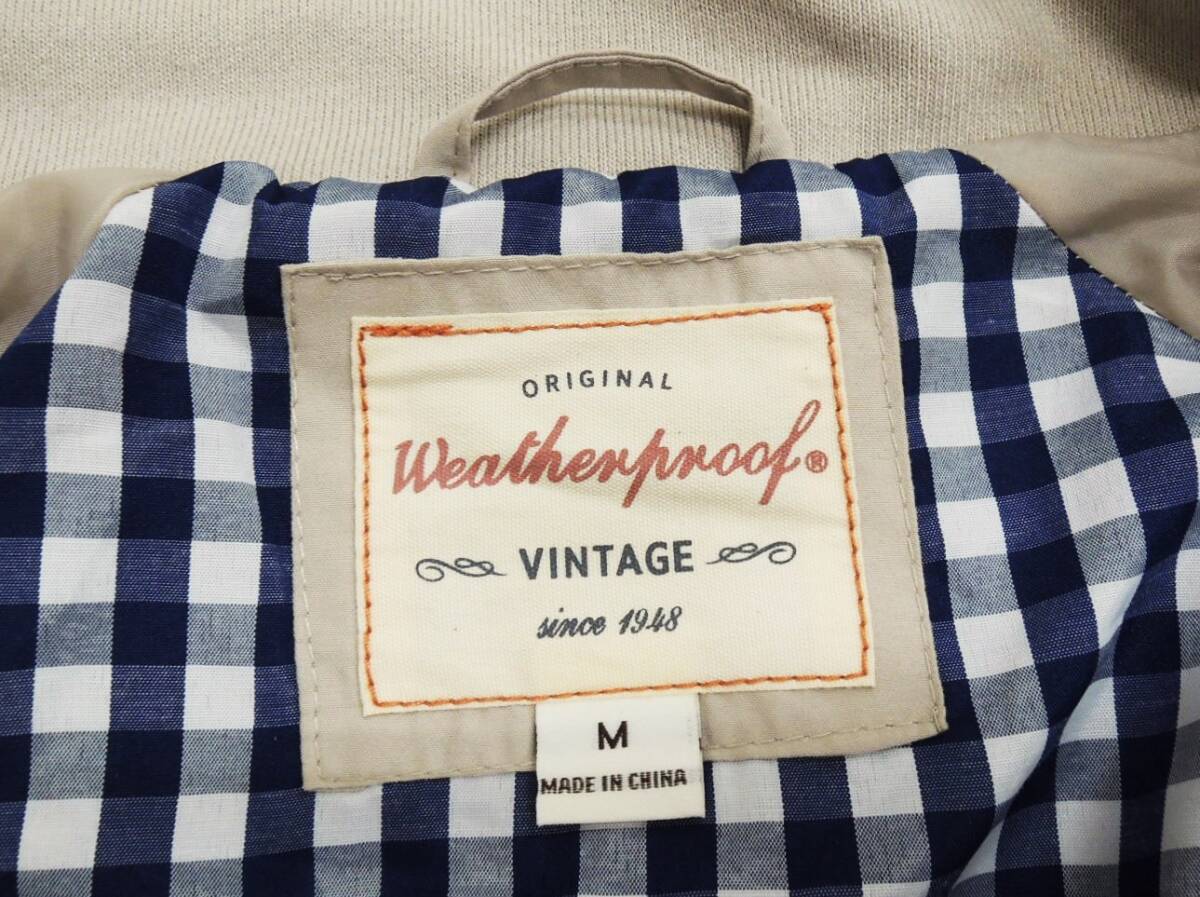 ORIGINAL
Weatherproof®
VINTAGE
since 1948
M
MADE IN CHINA